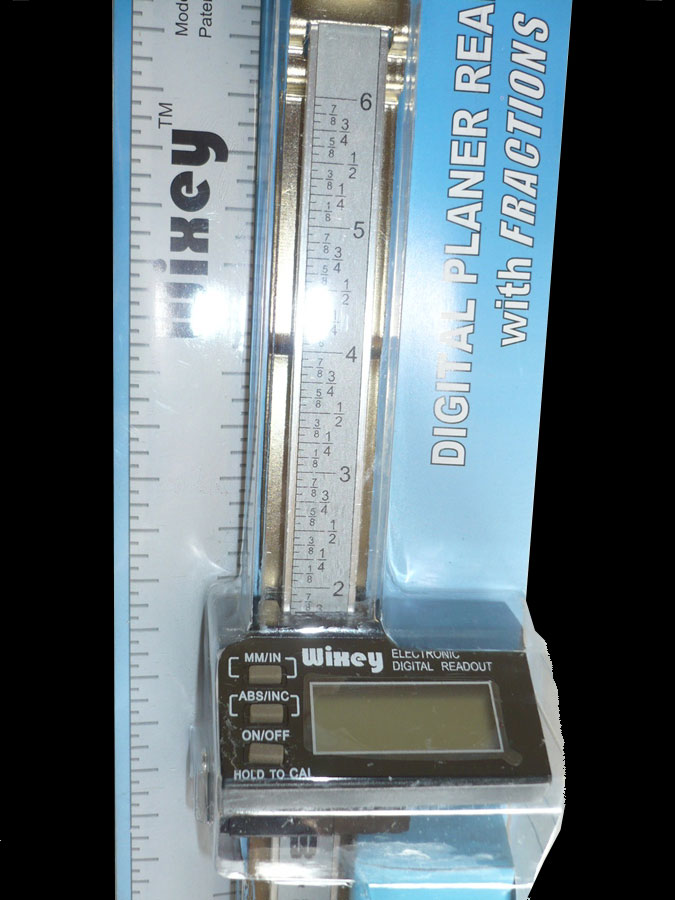 Mode
Paten
Wixey™
DIGITAL PLANER REA
with FRACTIONS
6
7/8
3/4
5/8
1/2
3/8
1/4
1/8
5
7/8
3/4
5/8
1/2
1/4
4
7/8
3/4
5/8
1/2
3/8
1/4
1/8
3
7/8
3/4
5/8
1/2
3/8
1/4
1/8
2
7/8
MM/IN
Wixey ELECTRONIC
DIGITAL READOUT
ABS/INC
ON/OFF
HOLD TO CAL